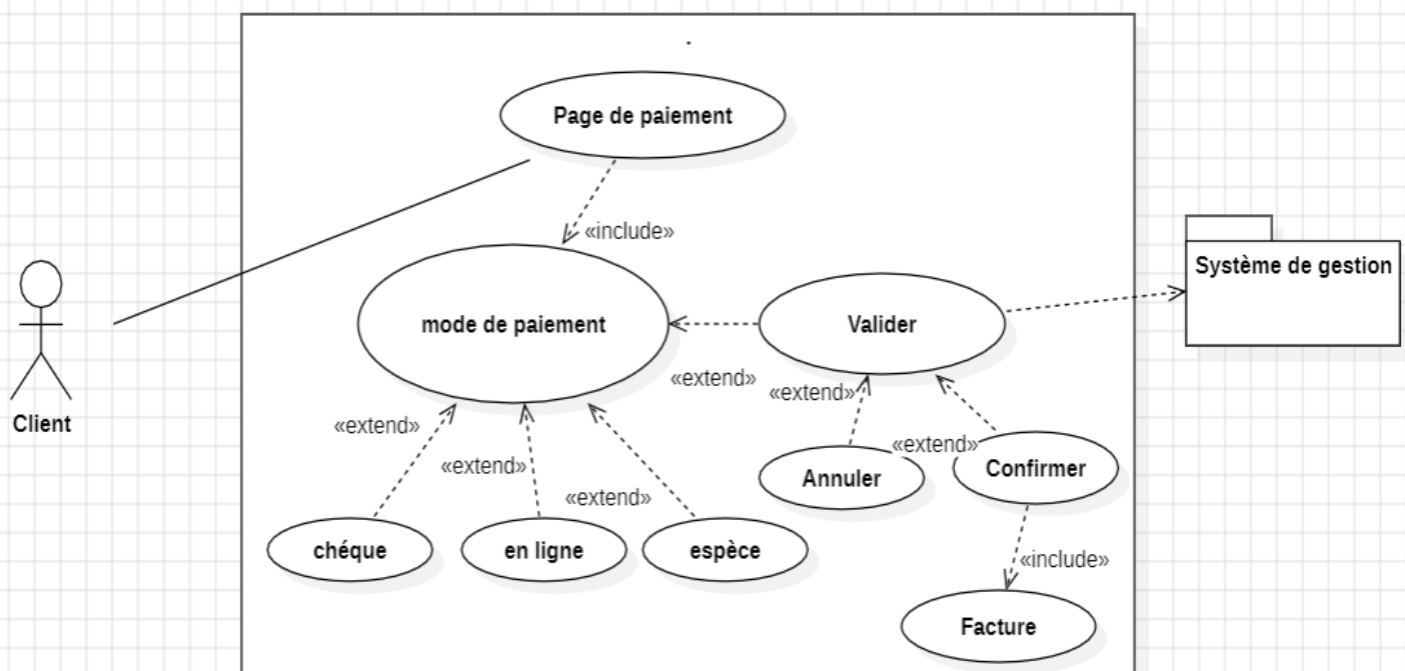 .
Page de paiement
«include»
Système de gestion
mode de paiement
Valider
«extend»
«extend»
Client
«extend»
«extend»
«extend»
«extend»
Annuler
Confirmer
chéque
en ligne
espèce
«include»
Facture